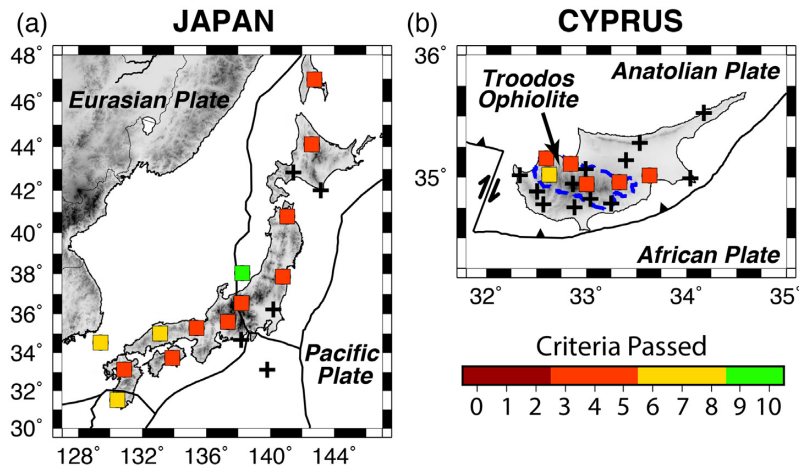 (a) JAPAN
48°
46°
44°
42°
40°
38°
36°
34°
32°
30°
128° 132° 136° 140° 144°
Eurasian Plate
Pacific
Plate
(b) CYPRUS
36°
35°
32° 33° 34° 35°
Troodos
Ophiolite
Anatolian Plate
African Plate
Criteria Passed
0 1 2 3 4 5 6 7 8 9 10